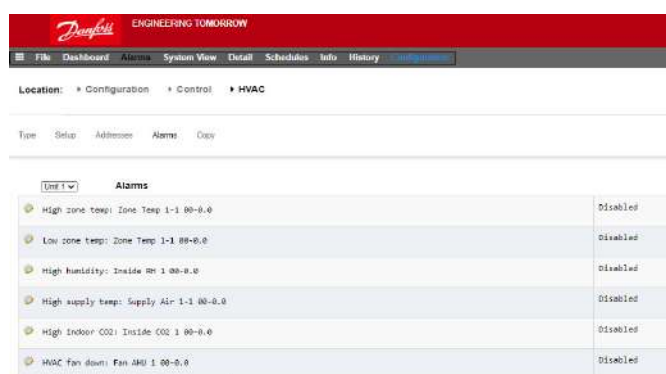 Danfoss ENGINEERING TOMORROW
File Dashboard Alarms System View Detail Schedules Info History Configuration
Location: Configuration Control HVAC
Type Setup Addresses Alarms Copy
Unit 1 Alarms
High zone temp: Zone Temp 1-1 00-0.0 Disabled
Low zone temp: Zone Temp 1-1 00-0.0 Disabled
High humidity: Inside RH 1 00-0.0 Disabled
High supply temp: Supply Air 1-1 00-0.0 Disabled
High Indoor CO2: Inside CO2 1 00-0.0 Disabled
HVAC fan down: Fan AHU 1 00-0.0 Disabled